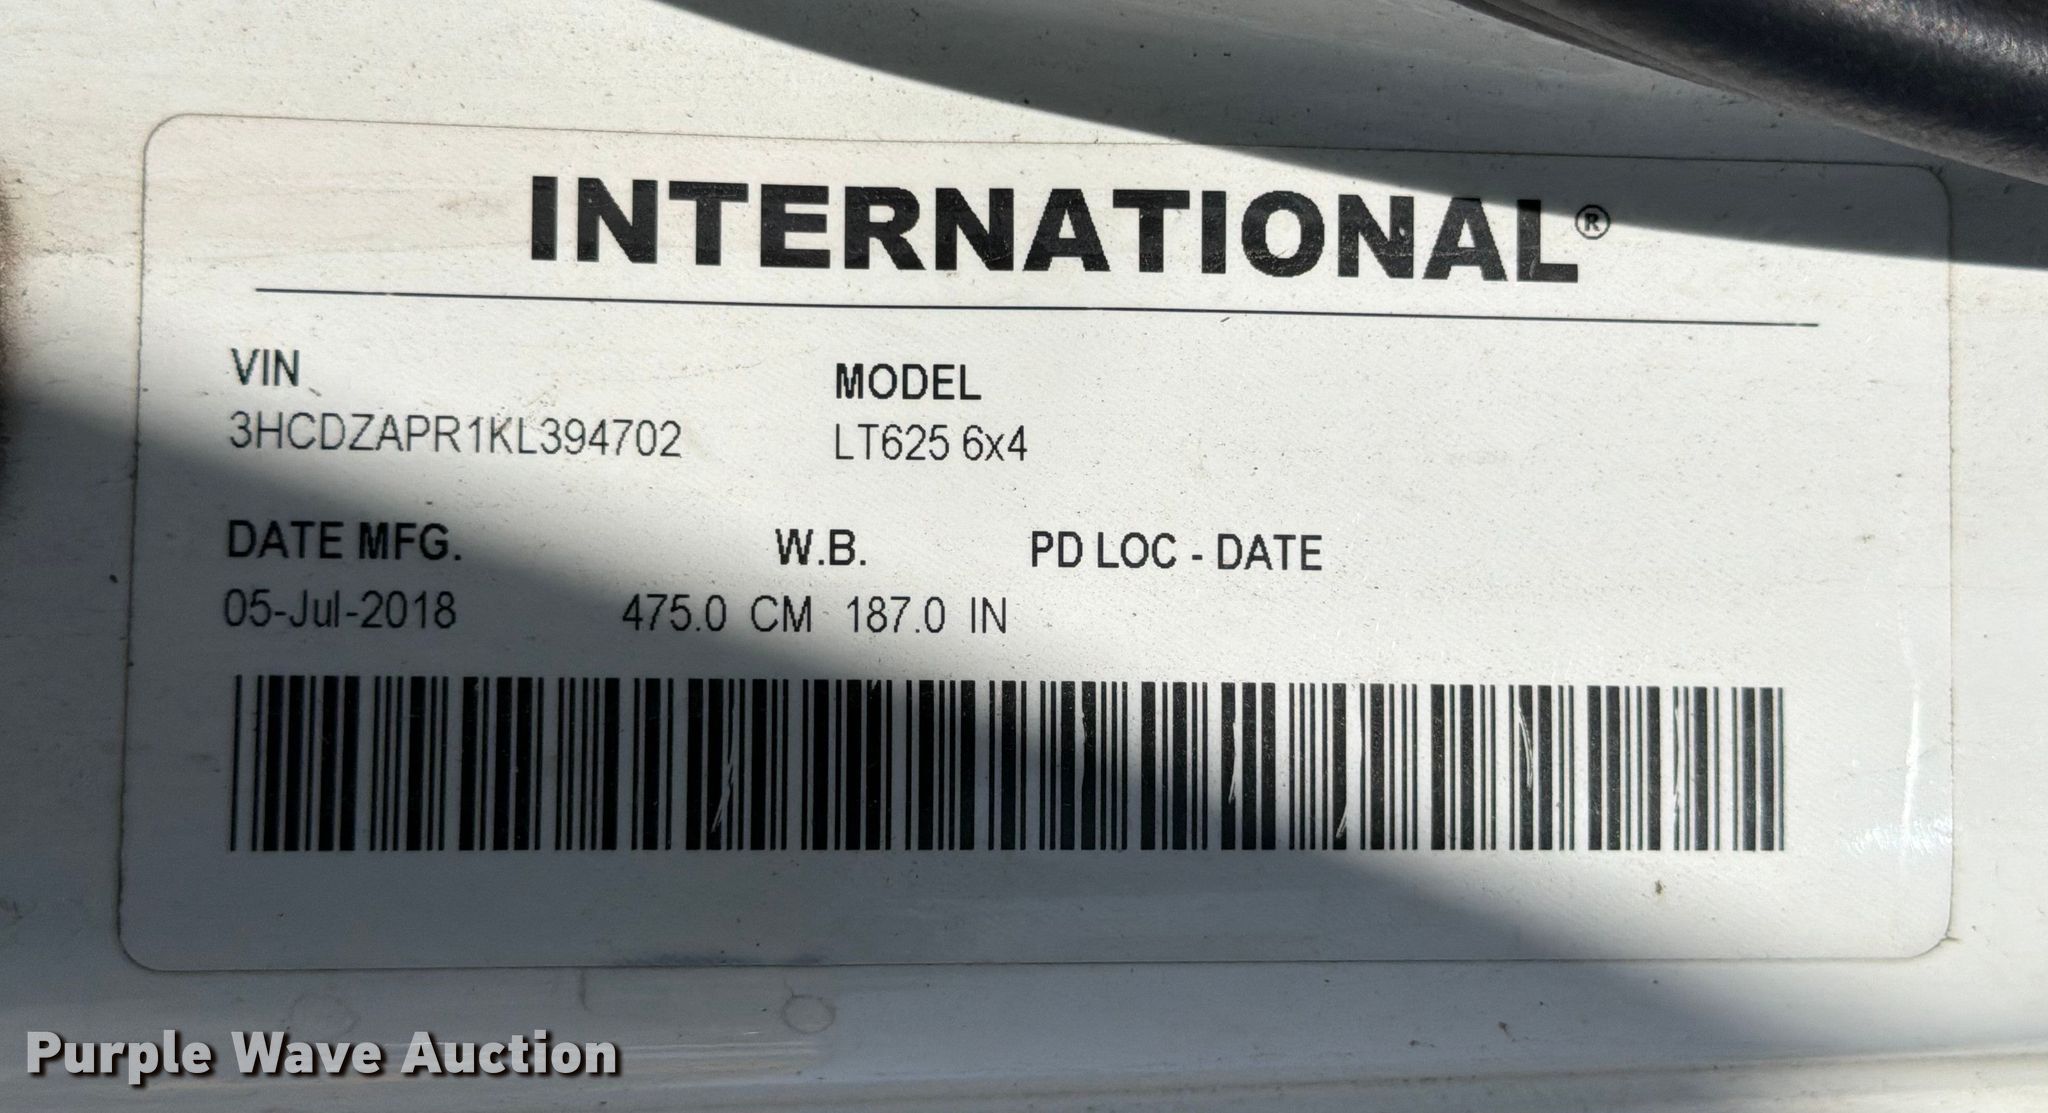 INTERNATIONAL®
VIN MODEL
3HCDZAPR1KL394702 LT625 6x4
DATE MFG. W.B. PD LOC - DATE
05-Jul-2018 475.0 CM 187.0 IN
Purple Wave Auction